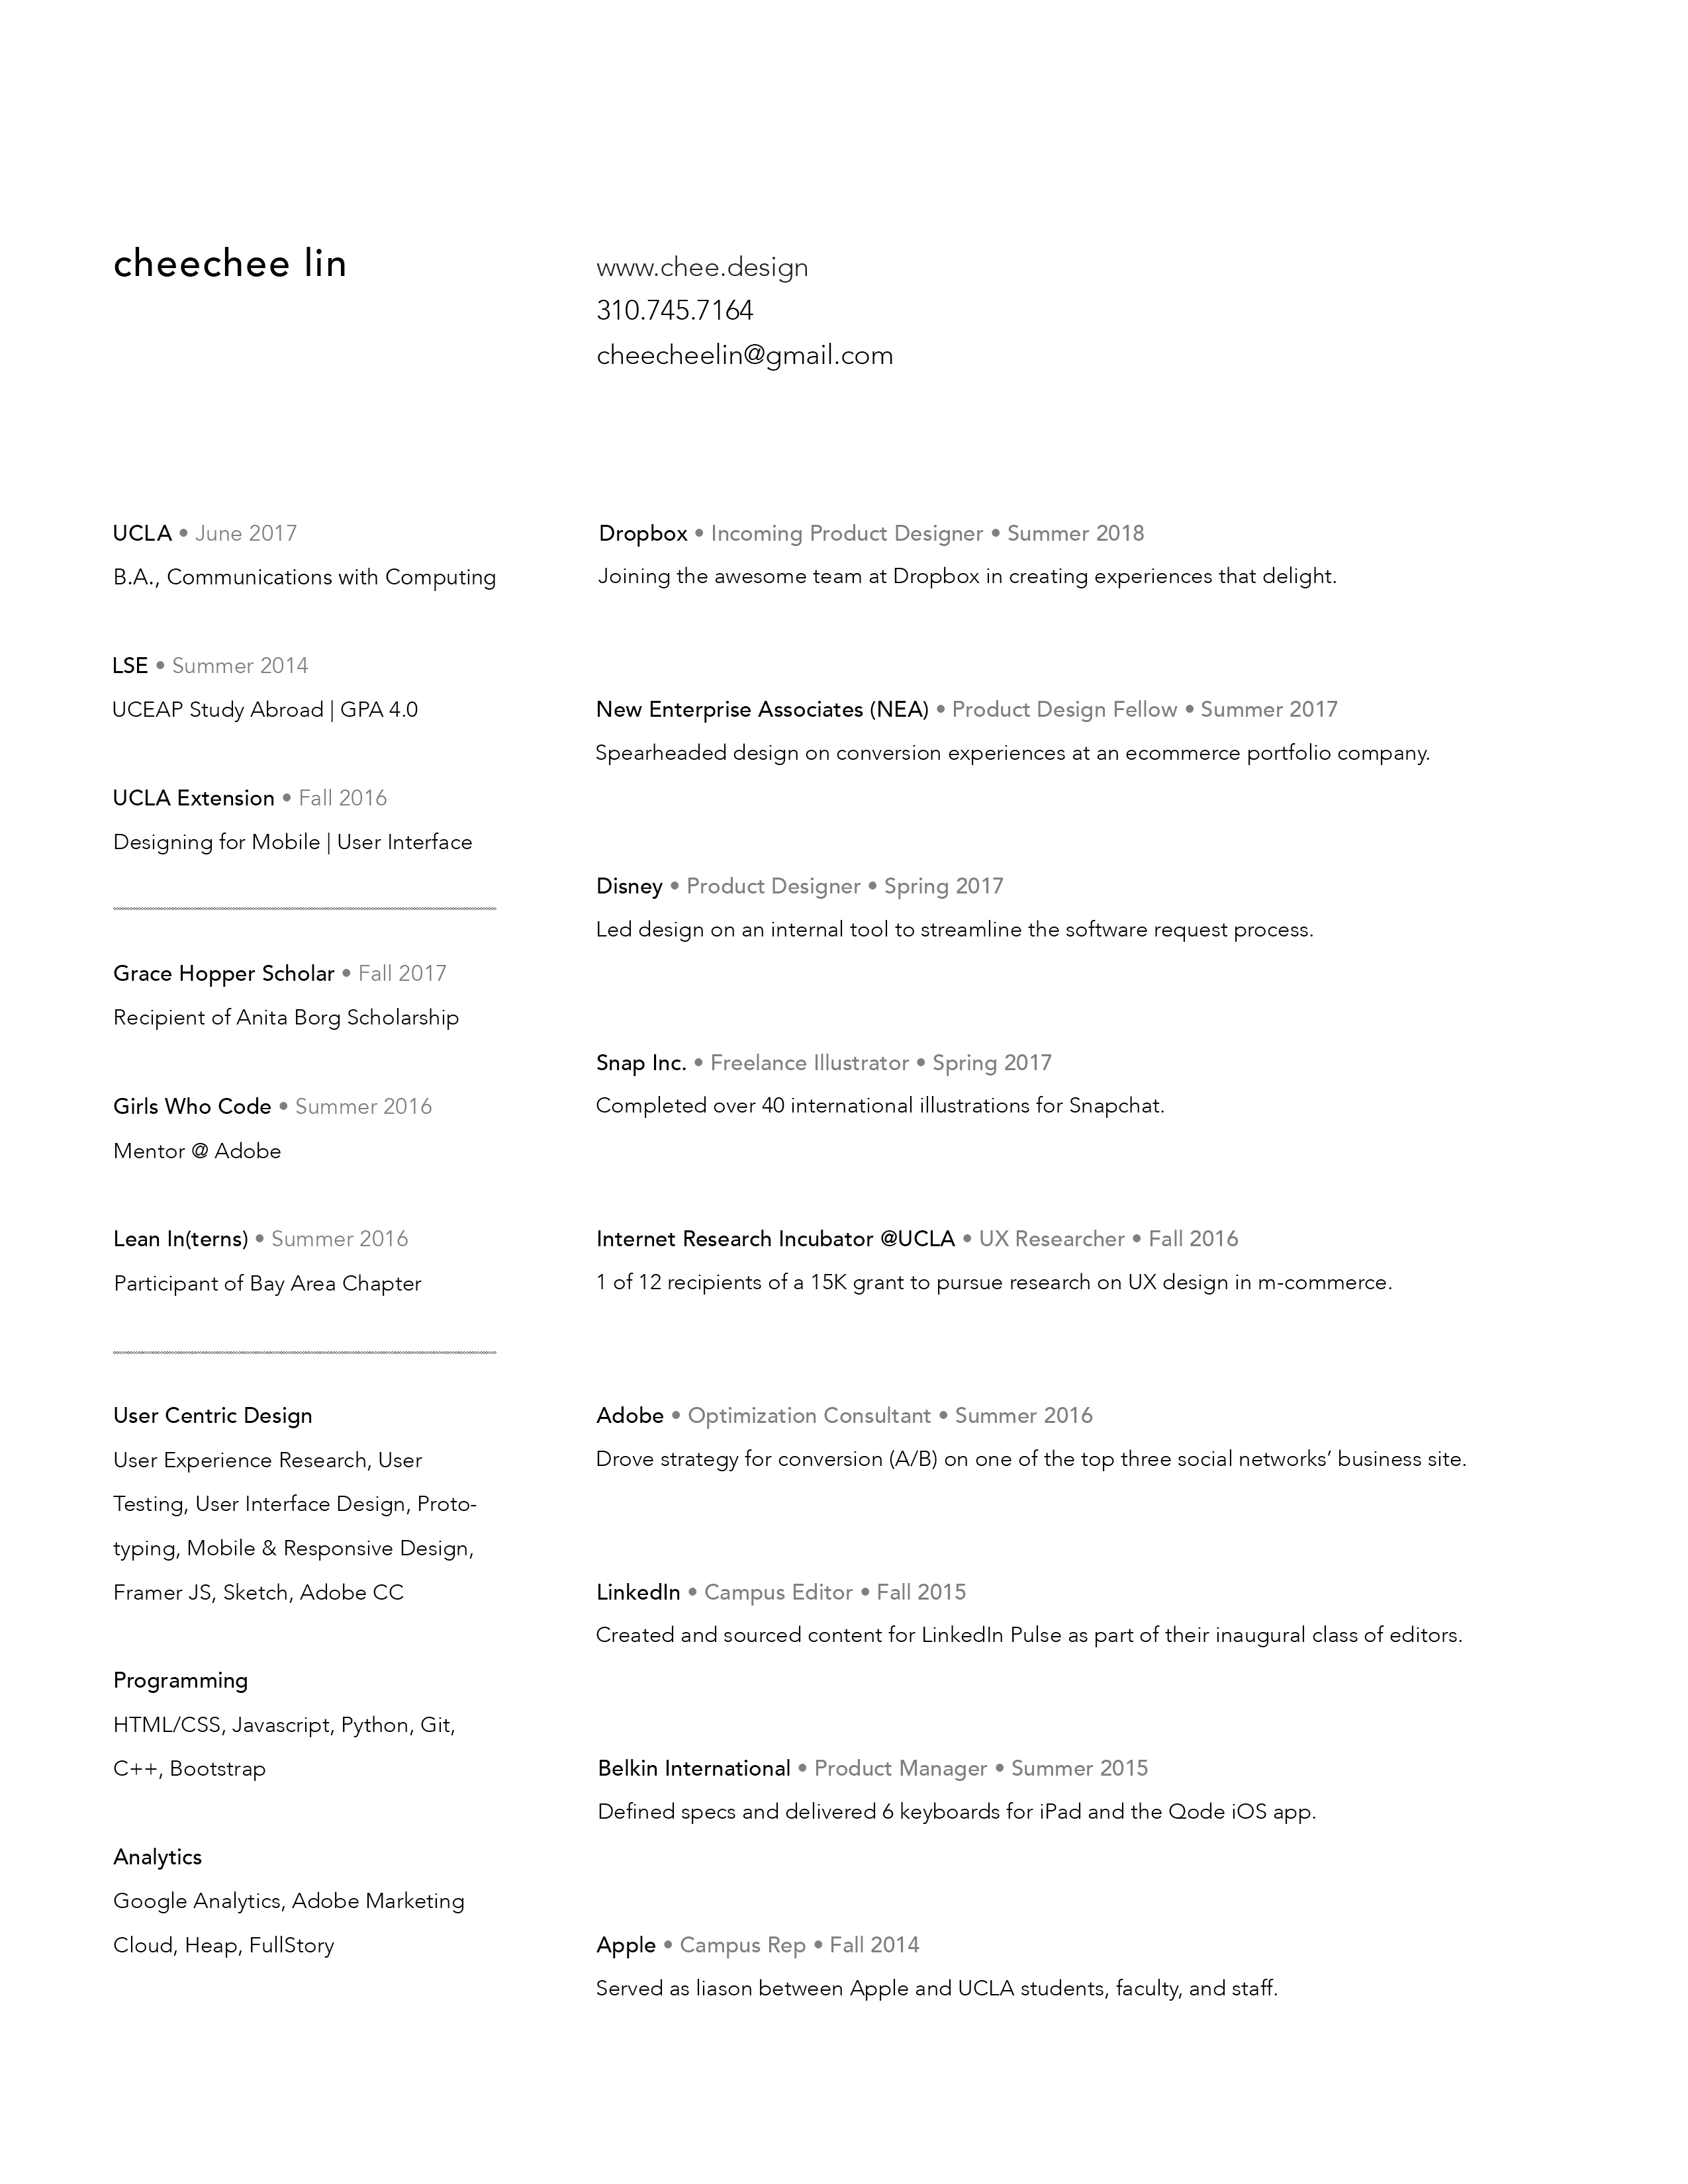 cheechee lin
www.chee.design
310.745.7164
cheecheelin@gmail.com
UCLA • June 2017
B.A., Communications with Computing
LSE • Summer 2014
UCEAP Study Abroad | GPA 4.0
UCLA Extension • Fall 2016
Designing for Mobile | User Interface
Grace Hopper Scholar • Fall 2017
Recipient of Anita Borg Scholarship
Girls Who Code • Summer 2016
Mentor @ Adobe
Lean In(terns) • Summer 2016
Participant of Bay Area Chapter
User Centric Design
User Experience Research, User
Testing, User Interface Design, Proto-
typing, Mobile & Responsive Design,
Framer JS, Sketch, Adobe CC
Programming
HTML/CSS, Javascript, Python, Git,
C++, Bootstrap
Analytics
Google Analytics, Adobe Marketing
Cloud, Heap, FullStory
Dropbox • Incoming Product Designer • Summer 2018
Joining the awesome team at Dropbox in creating experiences that delight.
New Enterprise Associates (NEA) • Product Design Fellow • Summer 2017
Spearheaded design on conversion experiences at an ecommerce portfolio company.
Disney • Product Designer • Spring 2017
Led design on an internal tool to streamline the software request process.
Snap Inc. • Freelance Illustrator • Spring 2017
Completed over 40 international illustrations for Snapchat.
Internet Research Incubator @UCLA • UX Researcher • Fall 2016
1 of 12 recipients of a 15K grant to pursue research on UX design in m-commerce.
Adobe • Optimization Consultant • Summer 2016
Drove strategy for conversion (A/B) on one of the top three social networks’ business site.
LinkedIn • Campus Editor • Fall 2015
Created and sourced content for LinkedIn Pulse as part of their inaugural class of editors.
Belkin International • Product Manager • Summer 2015
Defined specs and delivered 6 keyboards for iPad and the Qode iOS app.
Apple • Campus Rep • Fall 2014
Served as liason between Apple and UCLA students, faculty, and staff.